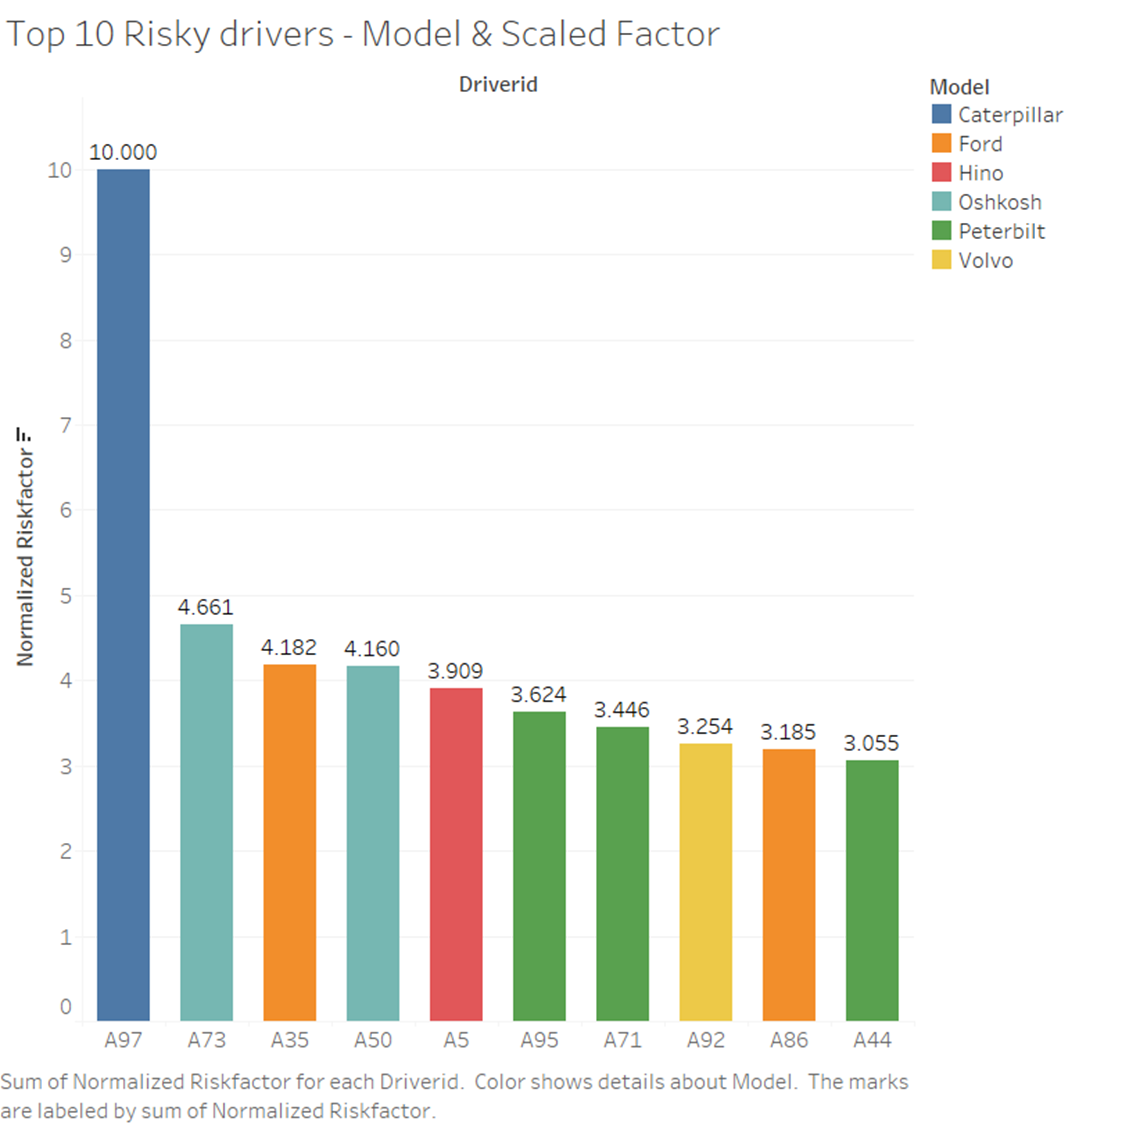 Top 10 Risky drivers - Model & Scaled Factor
Driverid
Model
Caterpillar
Ford
Hino
Oshkosh
Peterbilt
Volvo
Normalized Riskfactor
10
9
8
7
6
5
4
3
2
1
0
10.000
4.661
4.182
4.160
3.909
3.624
3.446
3.254
3.185
3.055
A97 A73 A35 A50 A5 A95 A71 A92 A86 A44
Sum of Normalized Riskfactor for each Driverid. Color shows details about Model. The marks
are labeled by sum of Normalized Riskfactor.